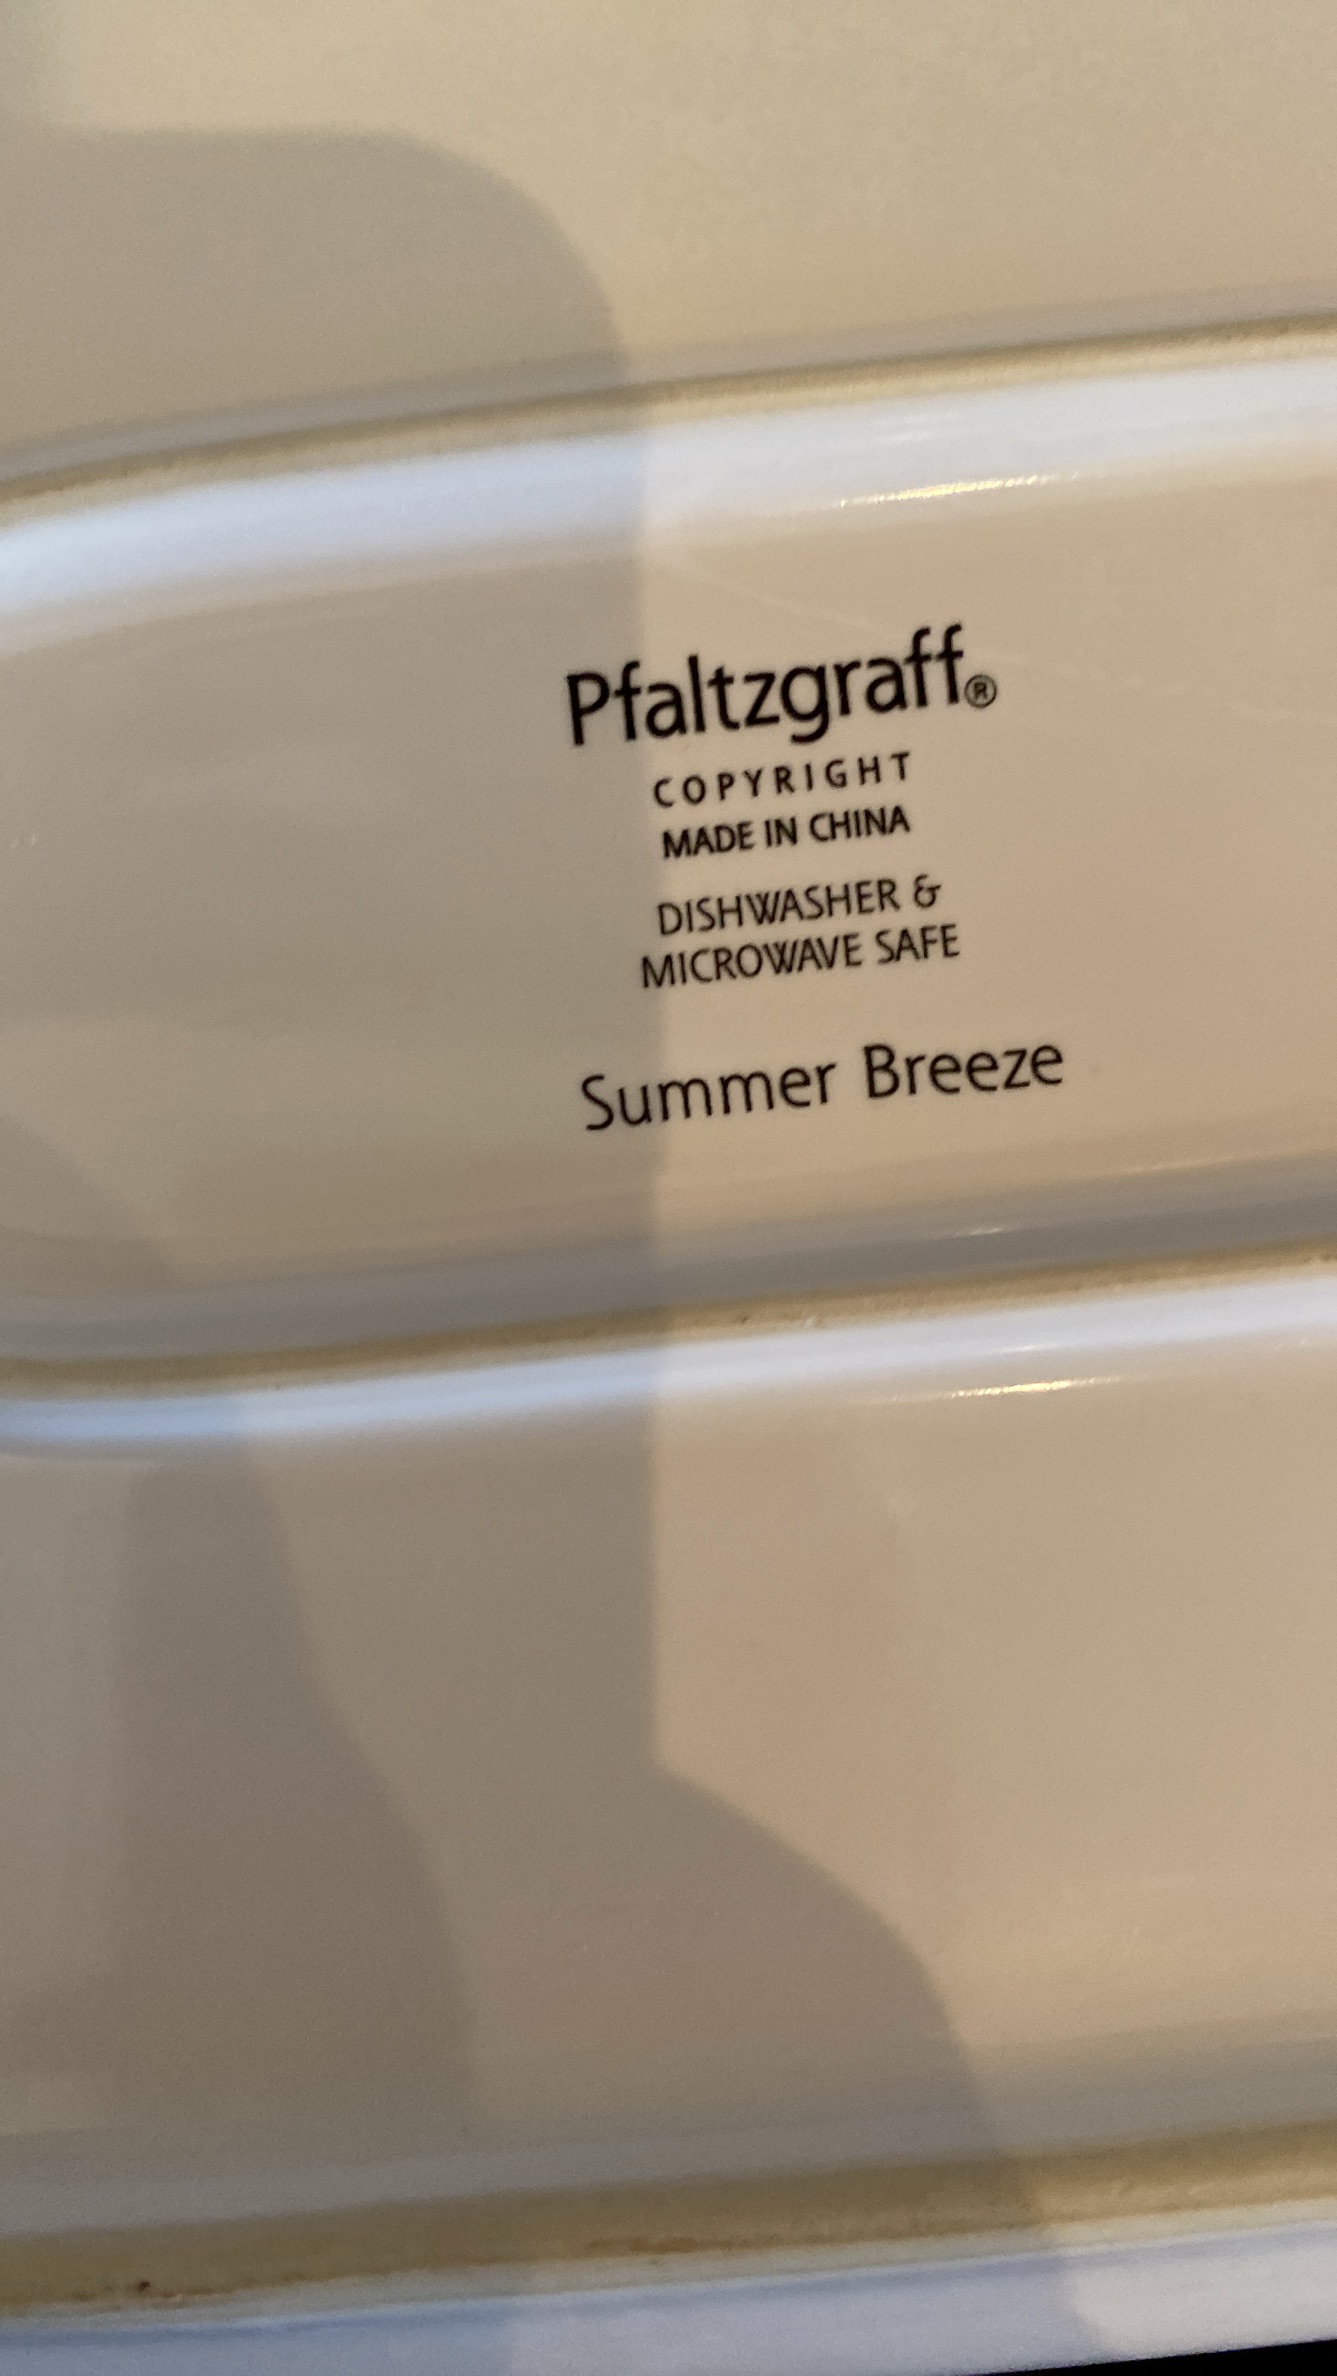 Pfaltzgraff®
COPYRIGHT
MADE IN CHINA
DISHWASHER &
MICROWAVE SAFE
Summer Breeze